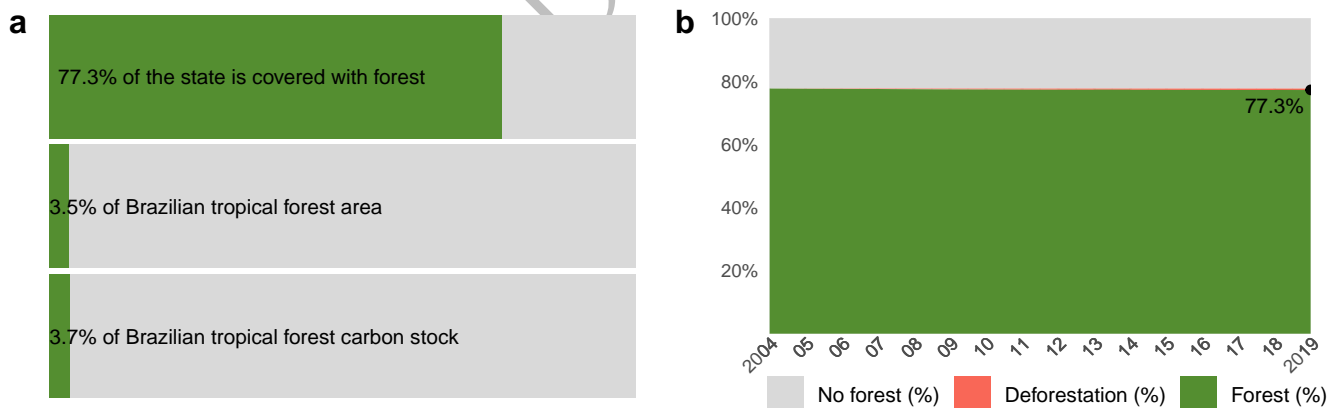 a
77.3% of the state is covered with forest
3.5% of Brazilian tropical forest area
3.7% of Brazilian tropical forest carbon stock
b
100%
80%
60%
40%
20%
77.3%
2004 05 06 07 08 09 10 11 12 13 14 15 16 17 18 2019
No forest (%) Deforestation (%) Forest (%)